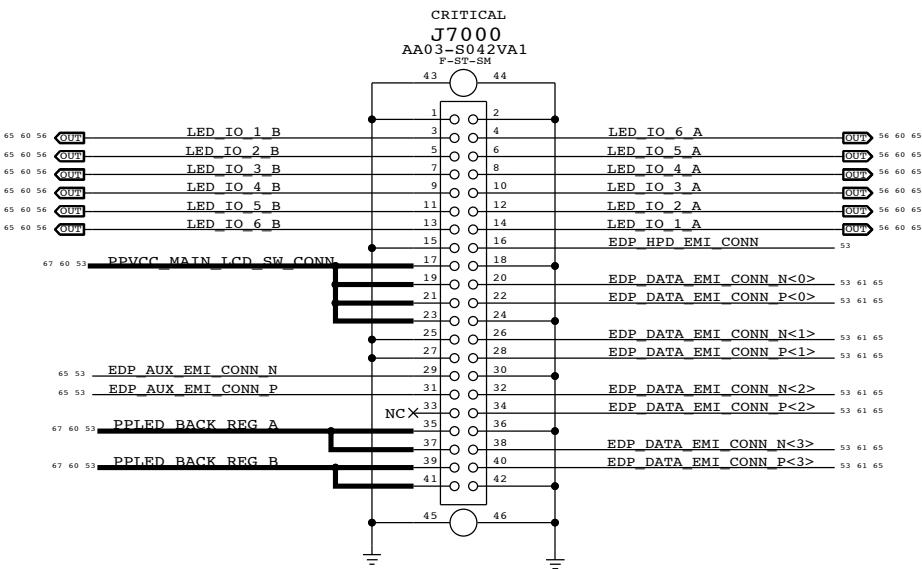 CRITICAL
J7000
AA03-S042VA1
F-ST-SM
43 44
1 2
65 60 56 OUT LED_IO_1_B 3 4 LED_IO_6_A OUT 56 60 65
65 60 56 OUT LED_IO_2_B 5 6 LED_IO_5_A OUT 56 60 65
65 60 56 OUT LED_IO_3_B 7 8 LED_IO_4_A OUT 56 60 65
65 60 56 OUT LED_IO_4_B 9 10 LED_IO_3_A OUT 56 60 65
65 60 56 OUT LED_IO_5_B 11 12 LED_IO_2_A OUT 56 60 65
65 60 56 OUT LED_IO_6_B 13 14 LED_IO_1_A OUT 56 60 65
15 16 EDP_HPD_EMI_CONN 53
67 60 53 PPVCC_MAIN_LCD_SW_CONN 17 18
19 20 EDP_DATA_EMI_CONN_N<0> 53 61 65
21 22 EDP_DATA_EMI_CONN_P<0> 53 61 65
23 24
25 26 EDP_DATA_EMI_CONN_N<1> 53 61 65
27 28 EDP_DATA_EMI_CONN_P<1> 53 61 65
65 53 EDP_AUX_EMI_CONN_N 29 30
65 53 EDP_AUX_EMI_CONN_P 31 32 EDP_DATA_EMI_CONN_N<2> 53 61 65
NC 33 34 EDP_DATA_EMI_CONN_P<2> 53 61 65
67 60 53 PPLED_BACK_REG_A 35 36
37 38 EDP_DATA_EMI_CONN_N<3> 53 61 65
67 60 53 PPLED_BACK_REG_B 39 40 EDP_DATA_EMI_CONN_P<3> 53 61 65
41 42
45 46